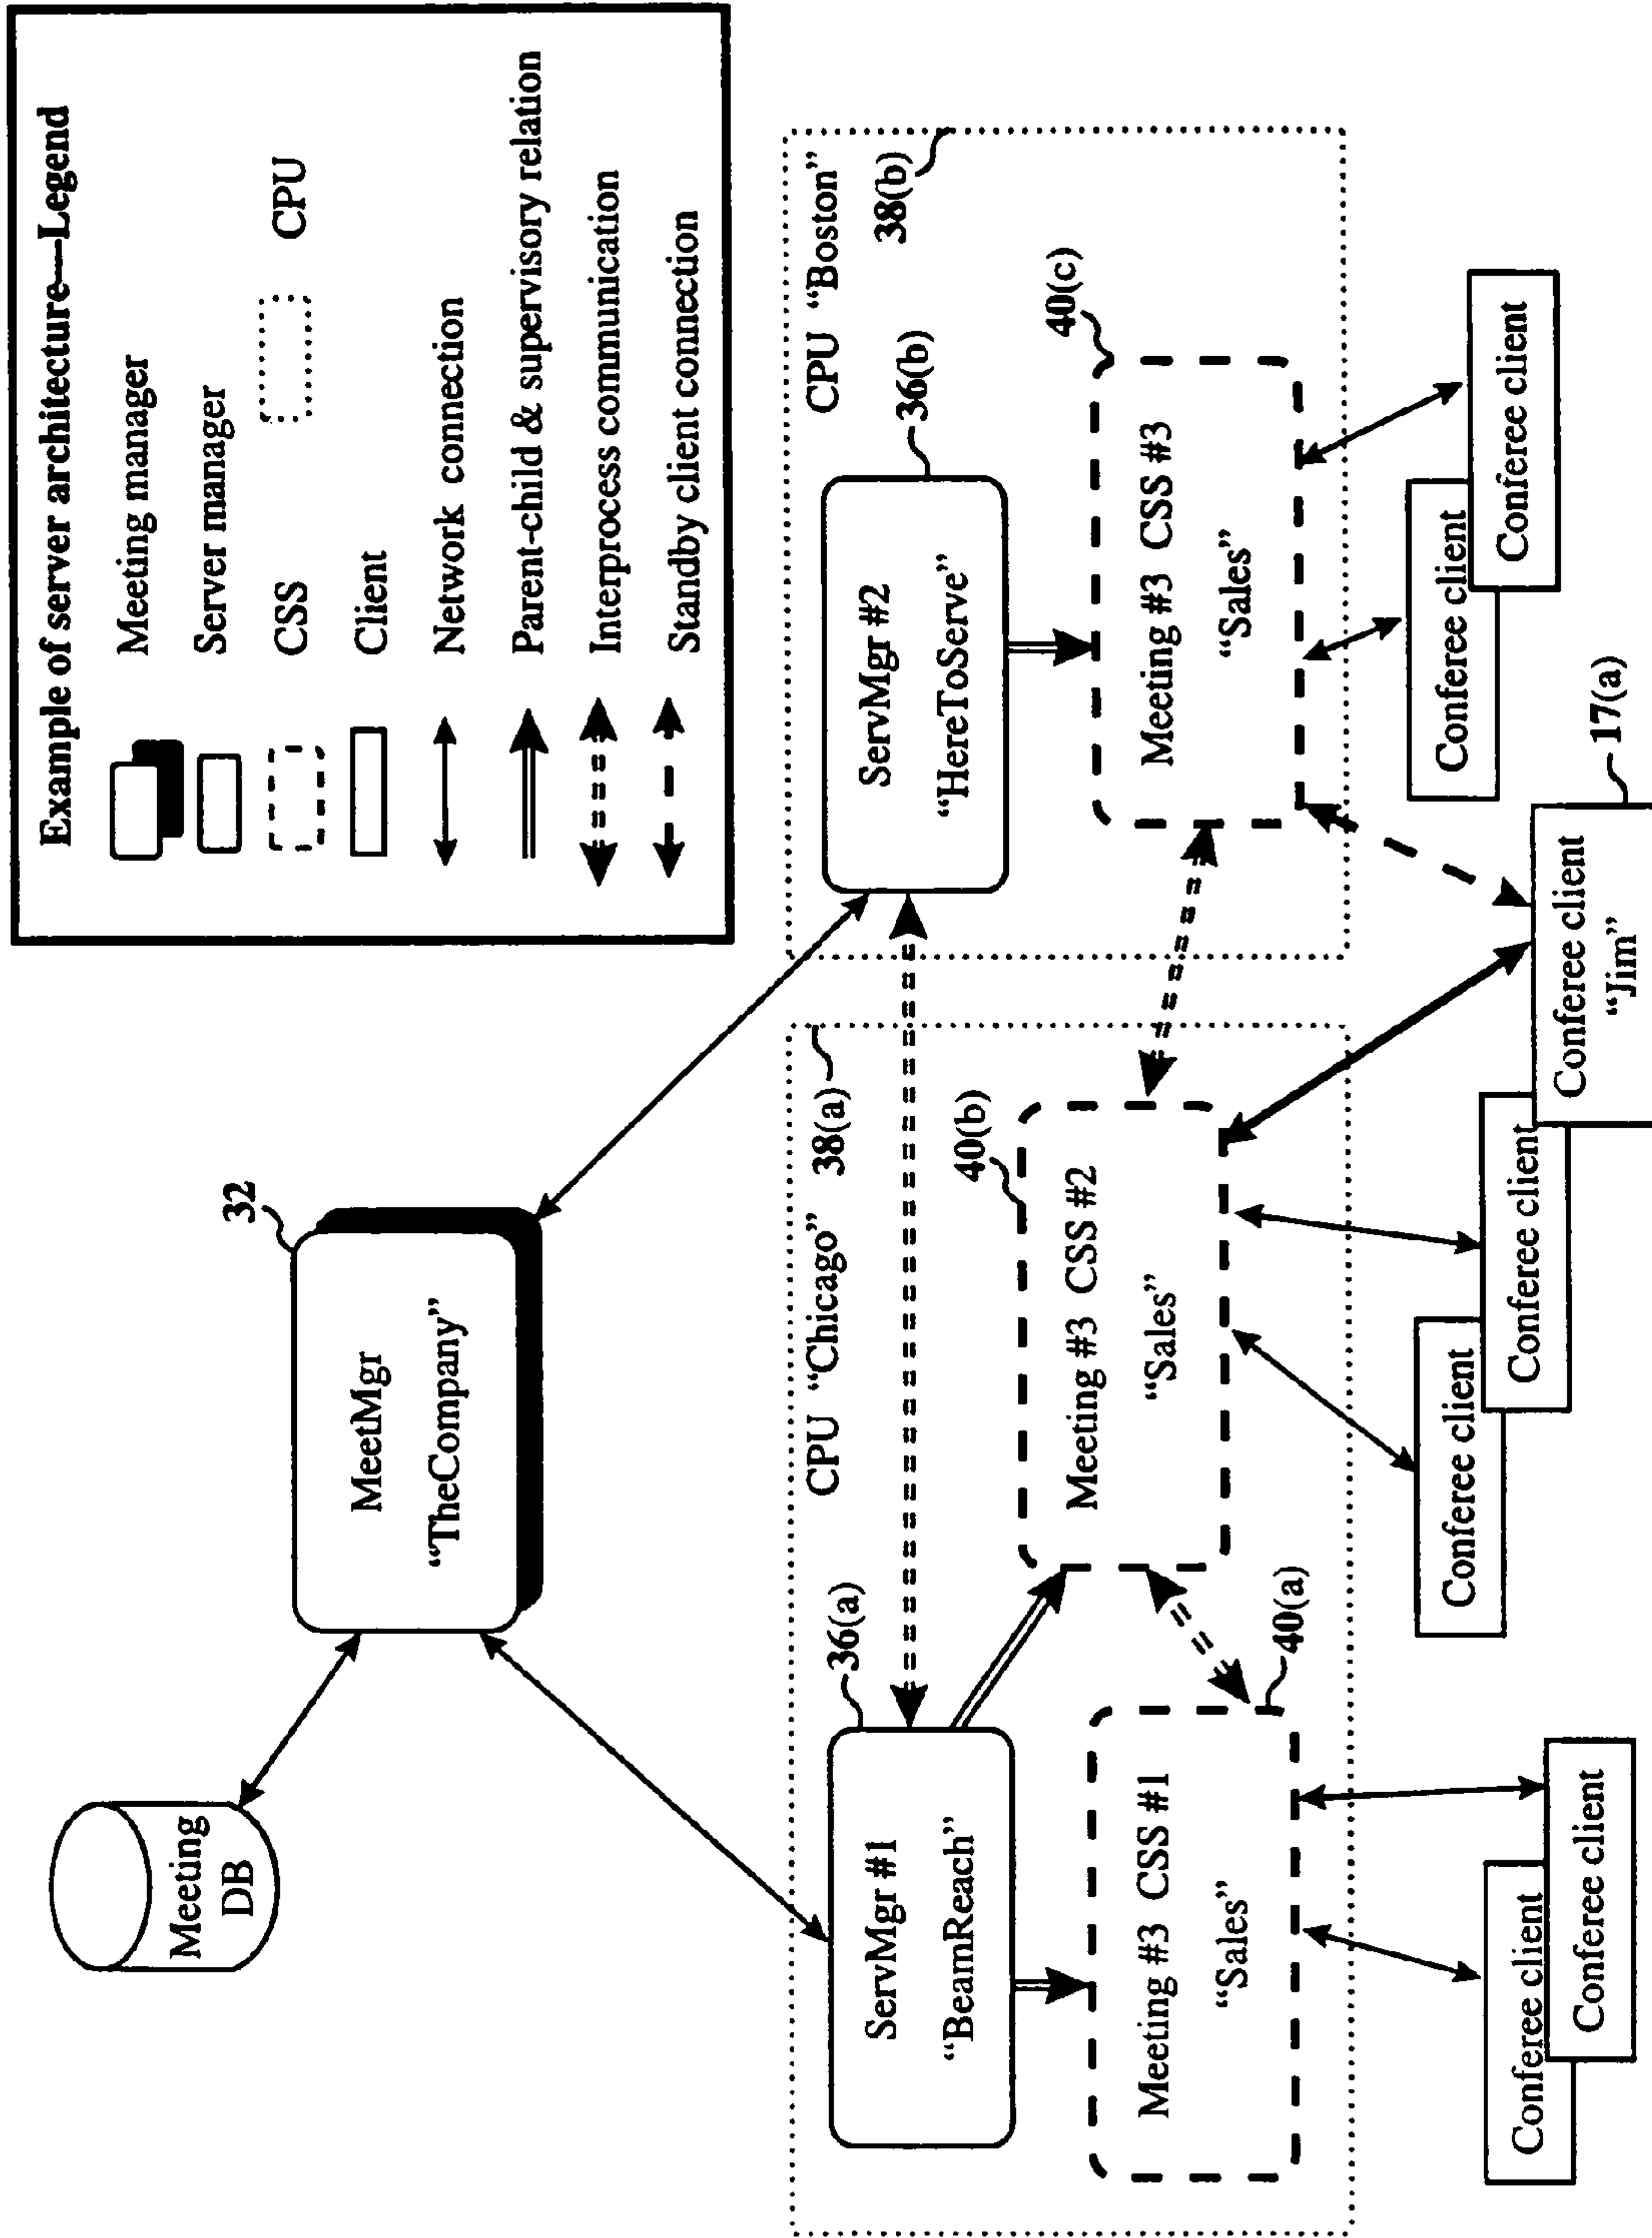 Example of server architecture—Legend
Meeting manager
Server manager
CSS
CPU
Client
Network connection
Parent-child & supervisory relation
Interprocess communication
Standby client connection
Meeting
DB
32
MeetMgr
“TheCompany”
CPU “Chicago”
38(a)
CPU “Boston”
38(b)
36(a)
ServMgr #1
“BeamReach”
36(b)
ServMgr #2
“HereToServe”
40(a)
Meeting #3 CSS #1
“Sales”
40(b)
Meeting #3 CSS #2
“Sales”
40(c)
Meeting #3 CSS #3
“Sales”
Conferee client
Conferee client
Conferee client
Conferee client
Conferee client
“Jim”
17(a)
Conferee client
Conferee client